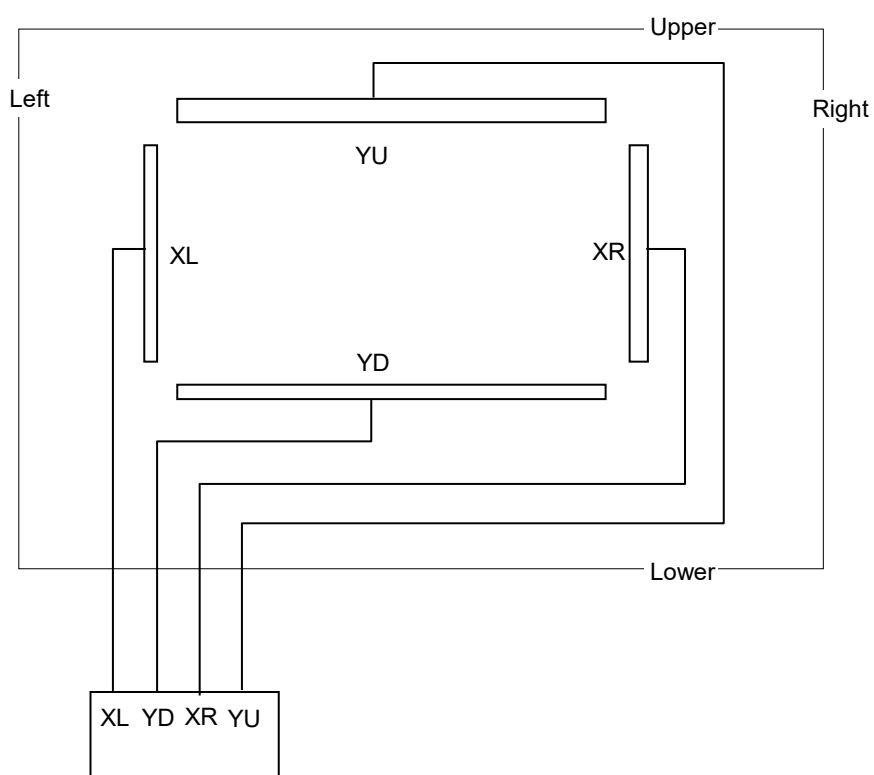 Upper
Left
Right
YU
XL
XR
YD
Lower
XL YD XR YU